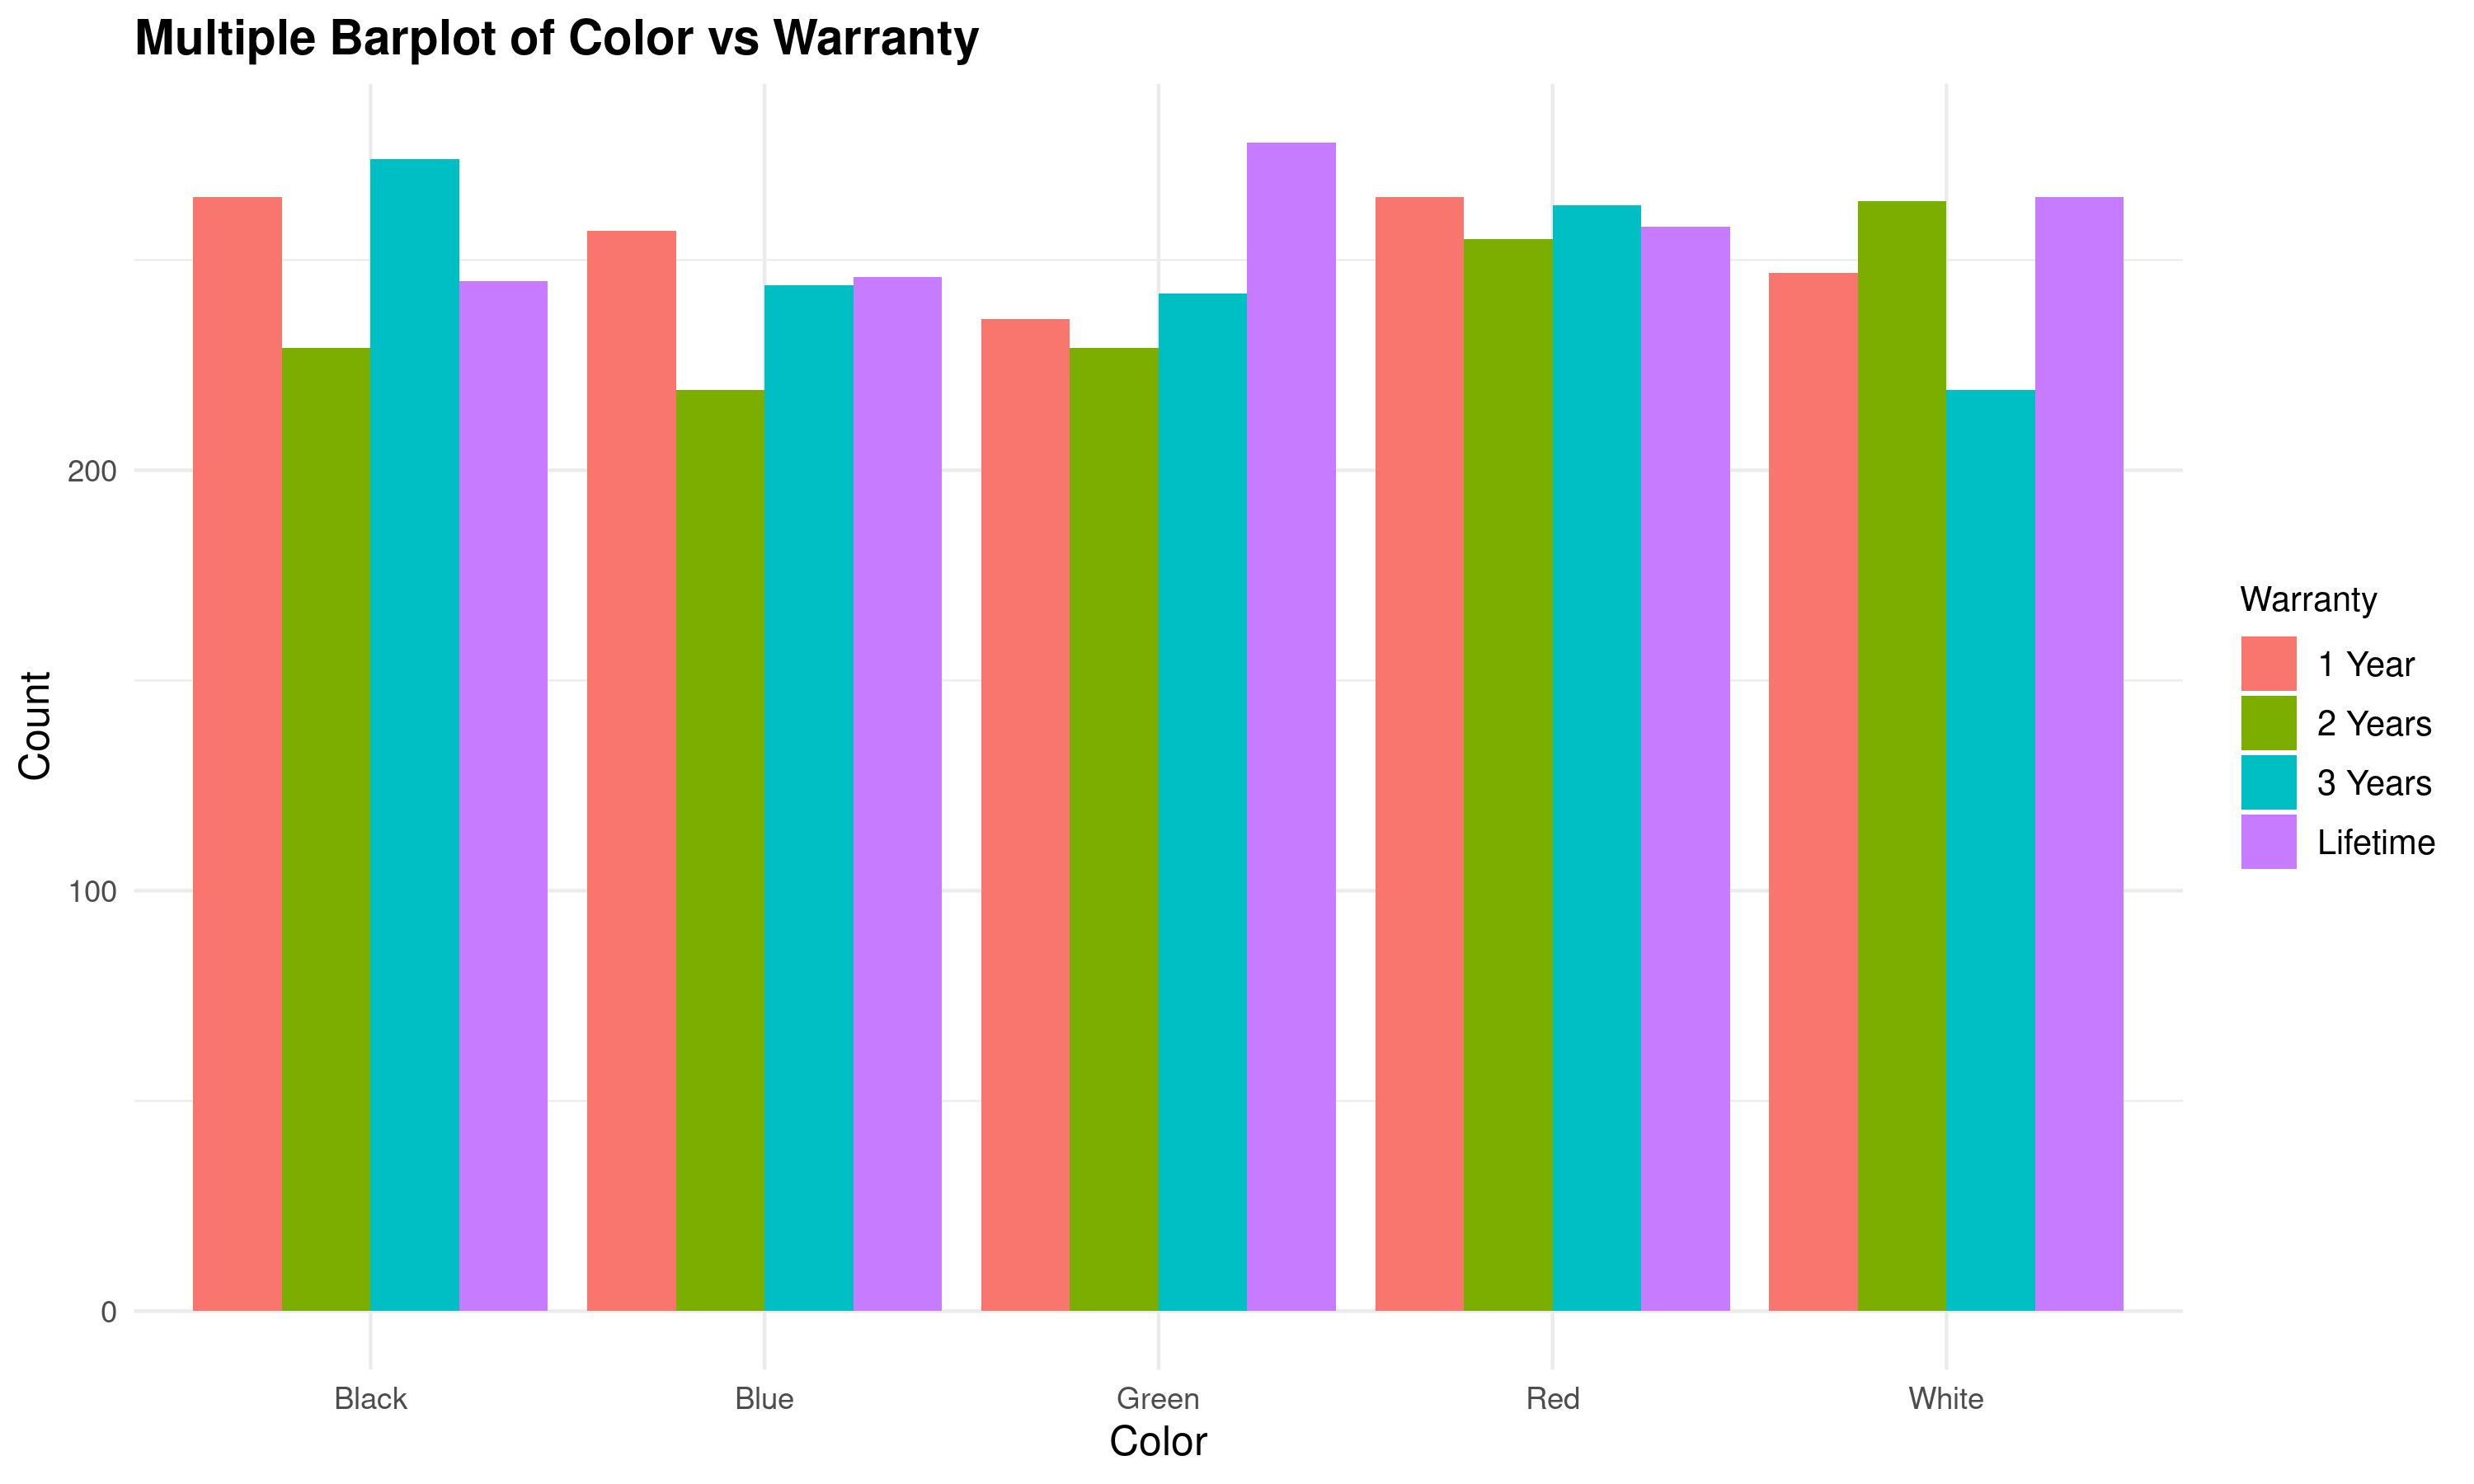 Multiple Barplot of Color vs Warranty
Count
200
100
0
Black Blue Green Red White
Color
Warranty
1 Year
2 Years
3 Years
Lifetime